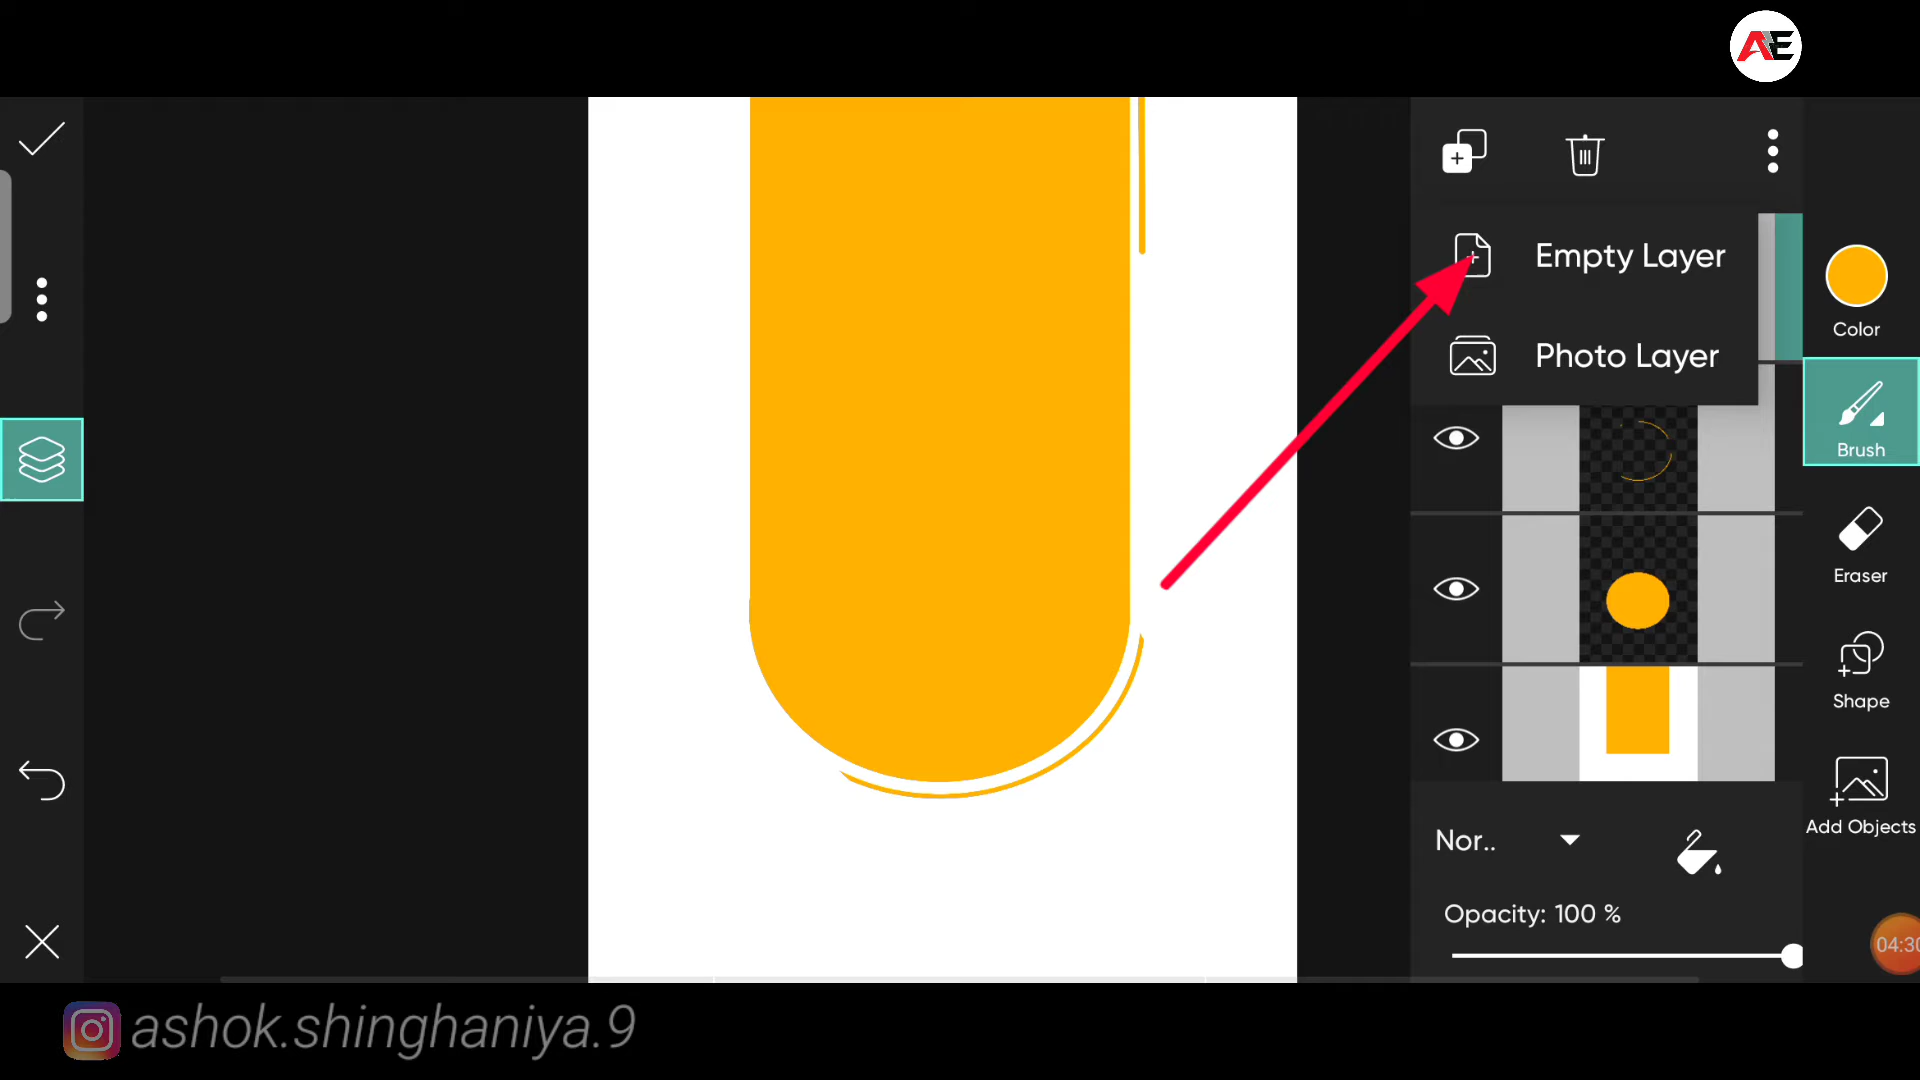 AE
Empty Layer
Photo Layer
Color
Brush
Eraser
Shape
Add Objects
Nor..
Opacity: 100 %
04:30
ashok.shinghaniya.9